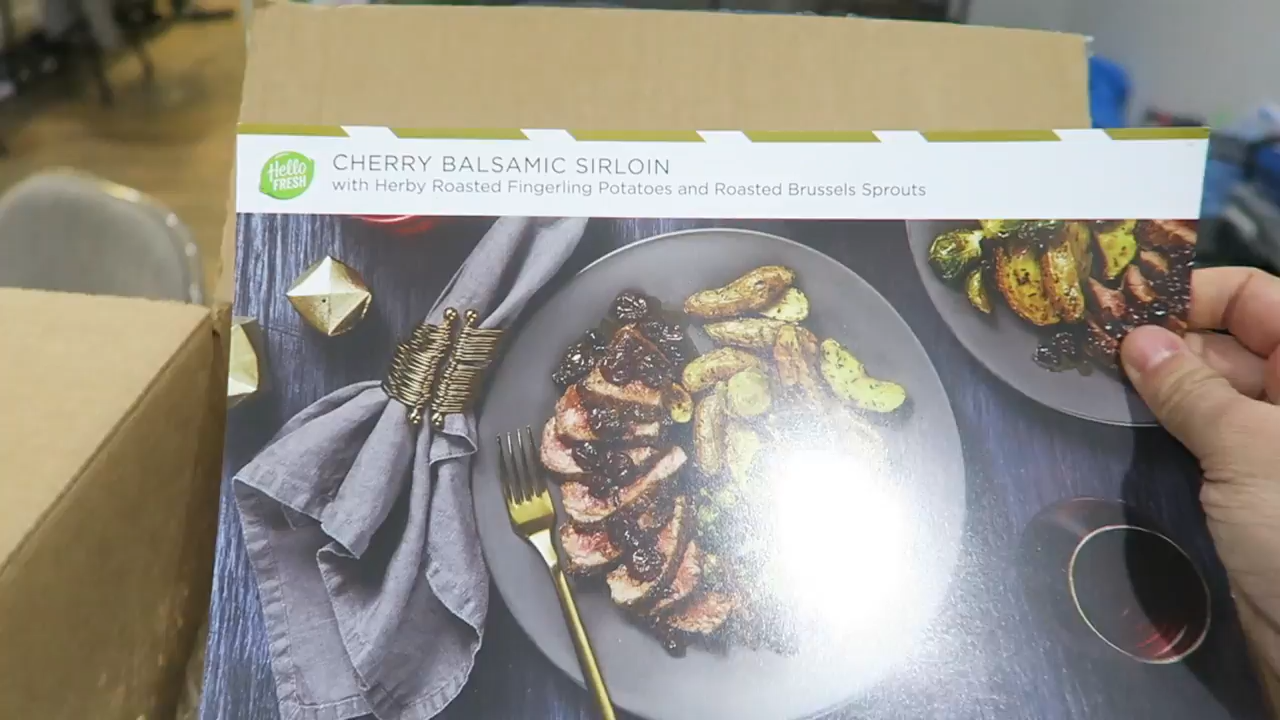 Hello
FRESH
CHERRY BALSAMIC SIRLOIN
with Herby Roasted Fingerling Potatoes and Roasted Brussels Sprouts